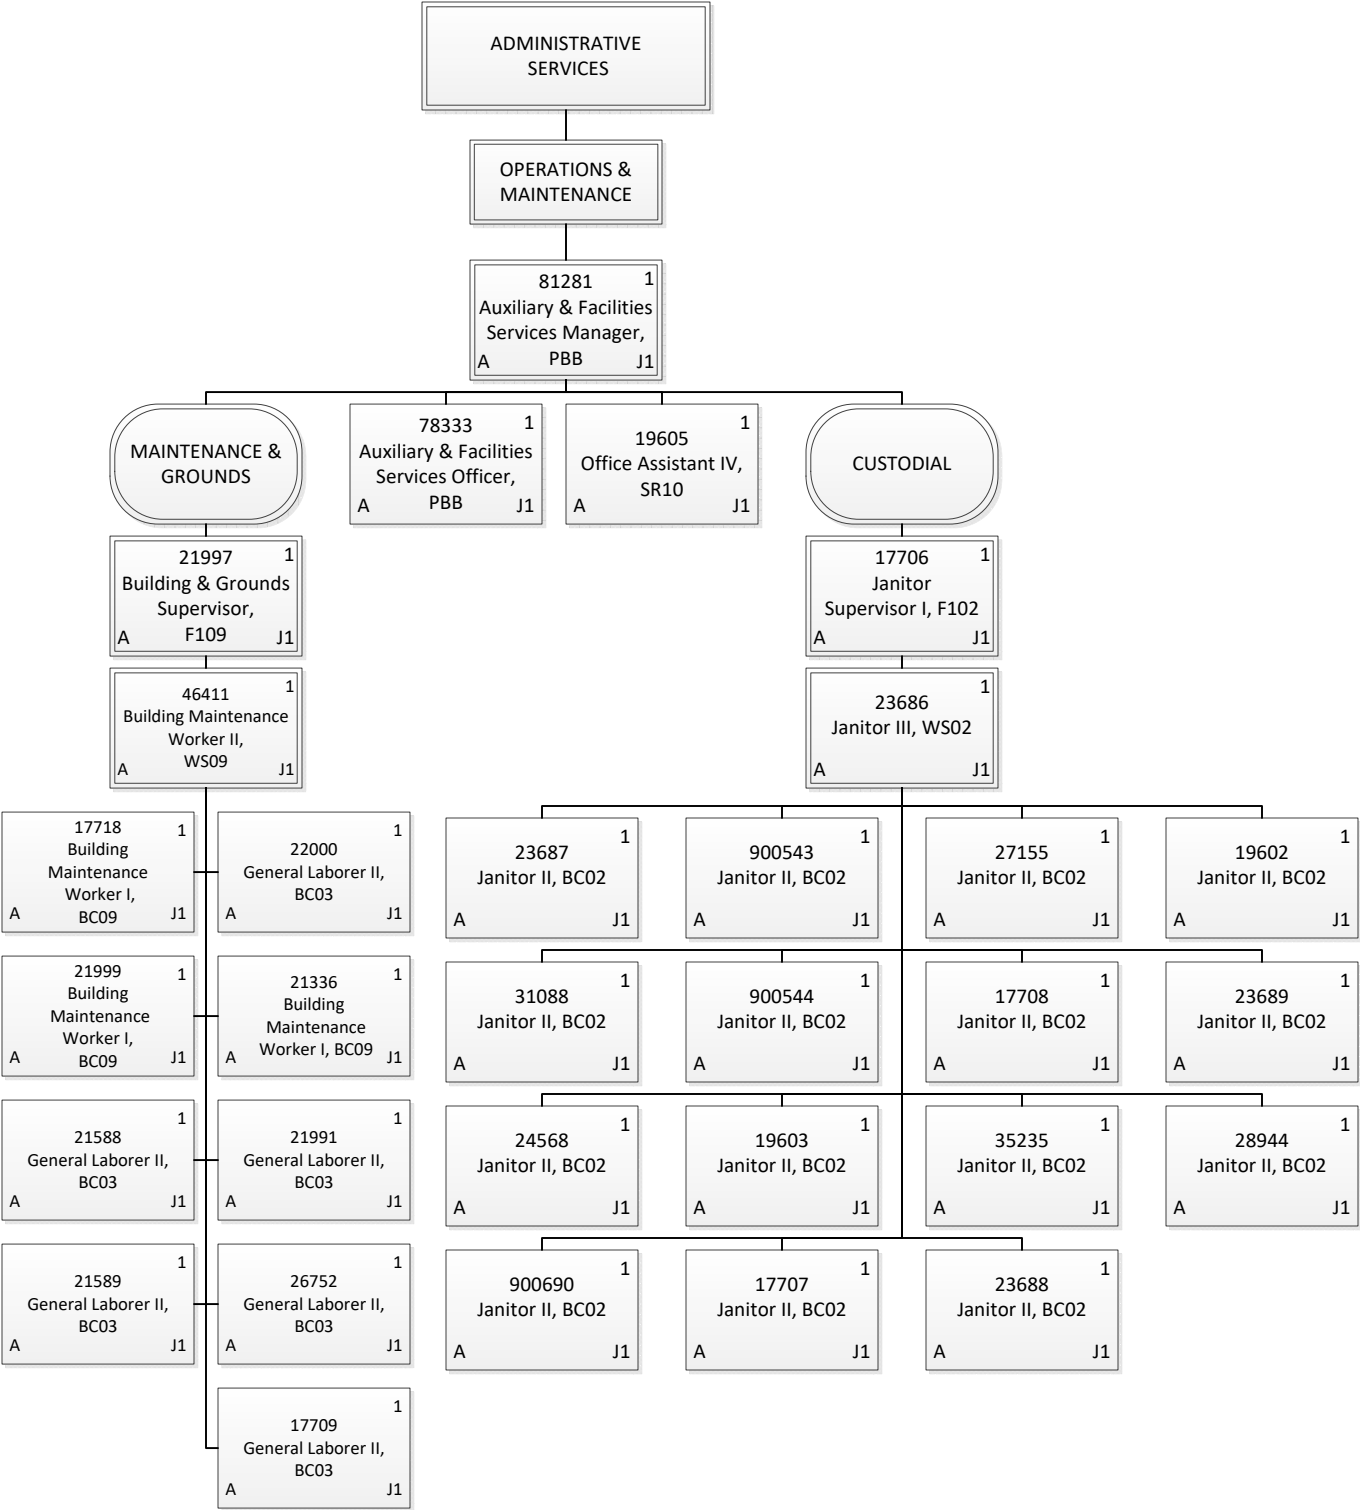 ADMINISTRATIVE
SERVICES
OPERATIONS &
MAINTENANCE
81281 1
Auxiliary & Facilities
Services Manager,
PBB
A J1
MAINTENANCE &
GROUNDS
78333 1
Auxiliary & Facilities
Services Officer,
PBB
A J1
19605 1
Office Assistant IV,
SR10
A J1
CUSTODIAL
21997 1
Building & Grounds
Supervisor,
F109
A J1
17706 1
Janitor
Supervisor I, F102
A J1
46411 1
Building Maintenance
Worker II,
WS09
A J1
23686 1
Janitor III, WS02
A J1
17718 1
Building
Maintenance
Worker I,
BC09
A J1
22000 1
General Laborer II,
BC03
A J1
23687 1
Janitor II, BC02
A J1
900543 1
Janitor II, BC02
A J1
27155 1
Janitor II, BC02
A J1
19602 1
Janitor II, BC02
A J1
21999 1
Building
Maintenance
Worker I,
BC09
A J1
21336 1
Building
Maintenance
Worker I, BC09
A J1
31088 1
Janitor II, BC02
A J1
900544 1
Janitor II, BC02
A J1
17708 1
Janitor II, BC02
A J1
23689 1
Janitor II, BC02
A J1
21588 1
General Laborer II,
BC03
A J1
21991 1
General Laborer II,
BC03
A J1
24568 1
Janitor II, BC02
A J1
19603 1
Janitor II, BC02
A J1
35235 1
Janitor II, BC02
A J1
28944 1
Janitor II, BC02
A J1
21589 1
General Laborer II,
BC03
A J1
26752 1
General Laborer II,
BC03
A J1
900690 1
Janitor II, BC02
A J1
17707 1
Janitor II, BC02
A J1
23688 1
Janitor II, BC02
A J1
17709 1
General Laborer II,
BC03
A J1